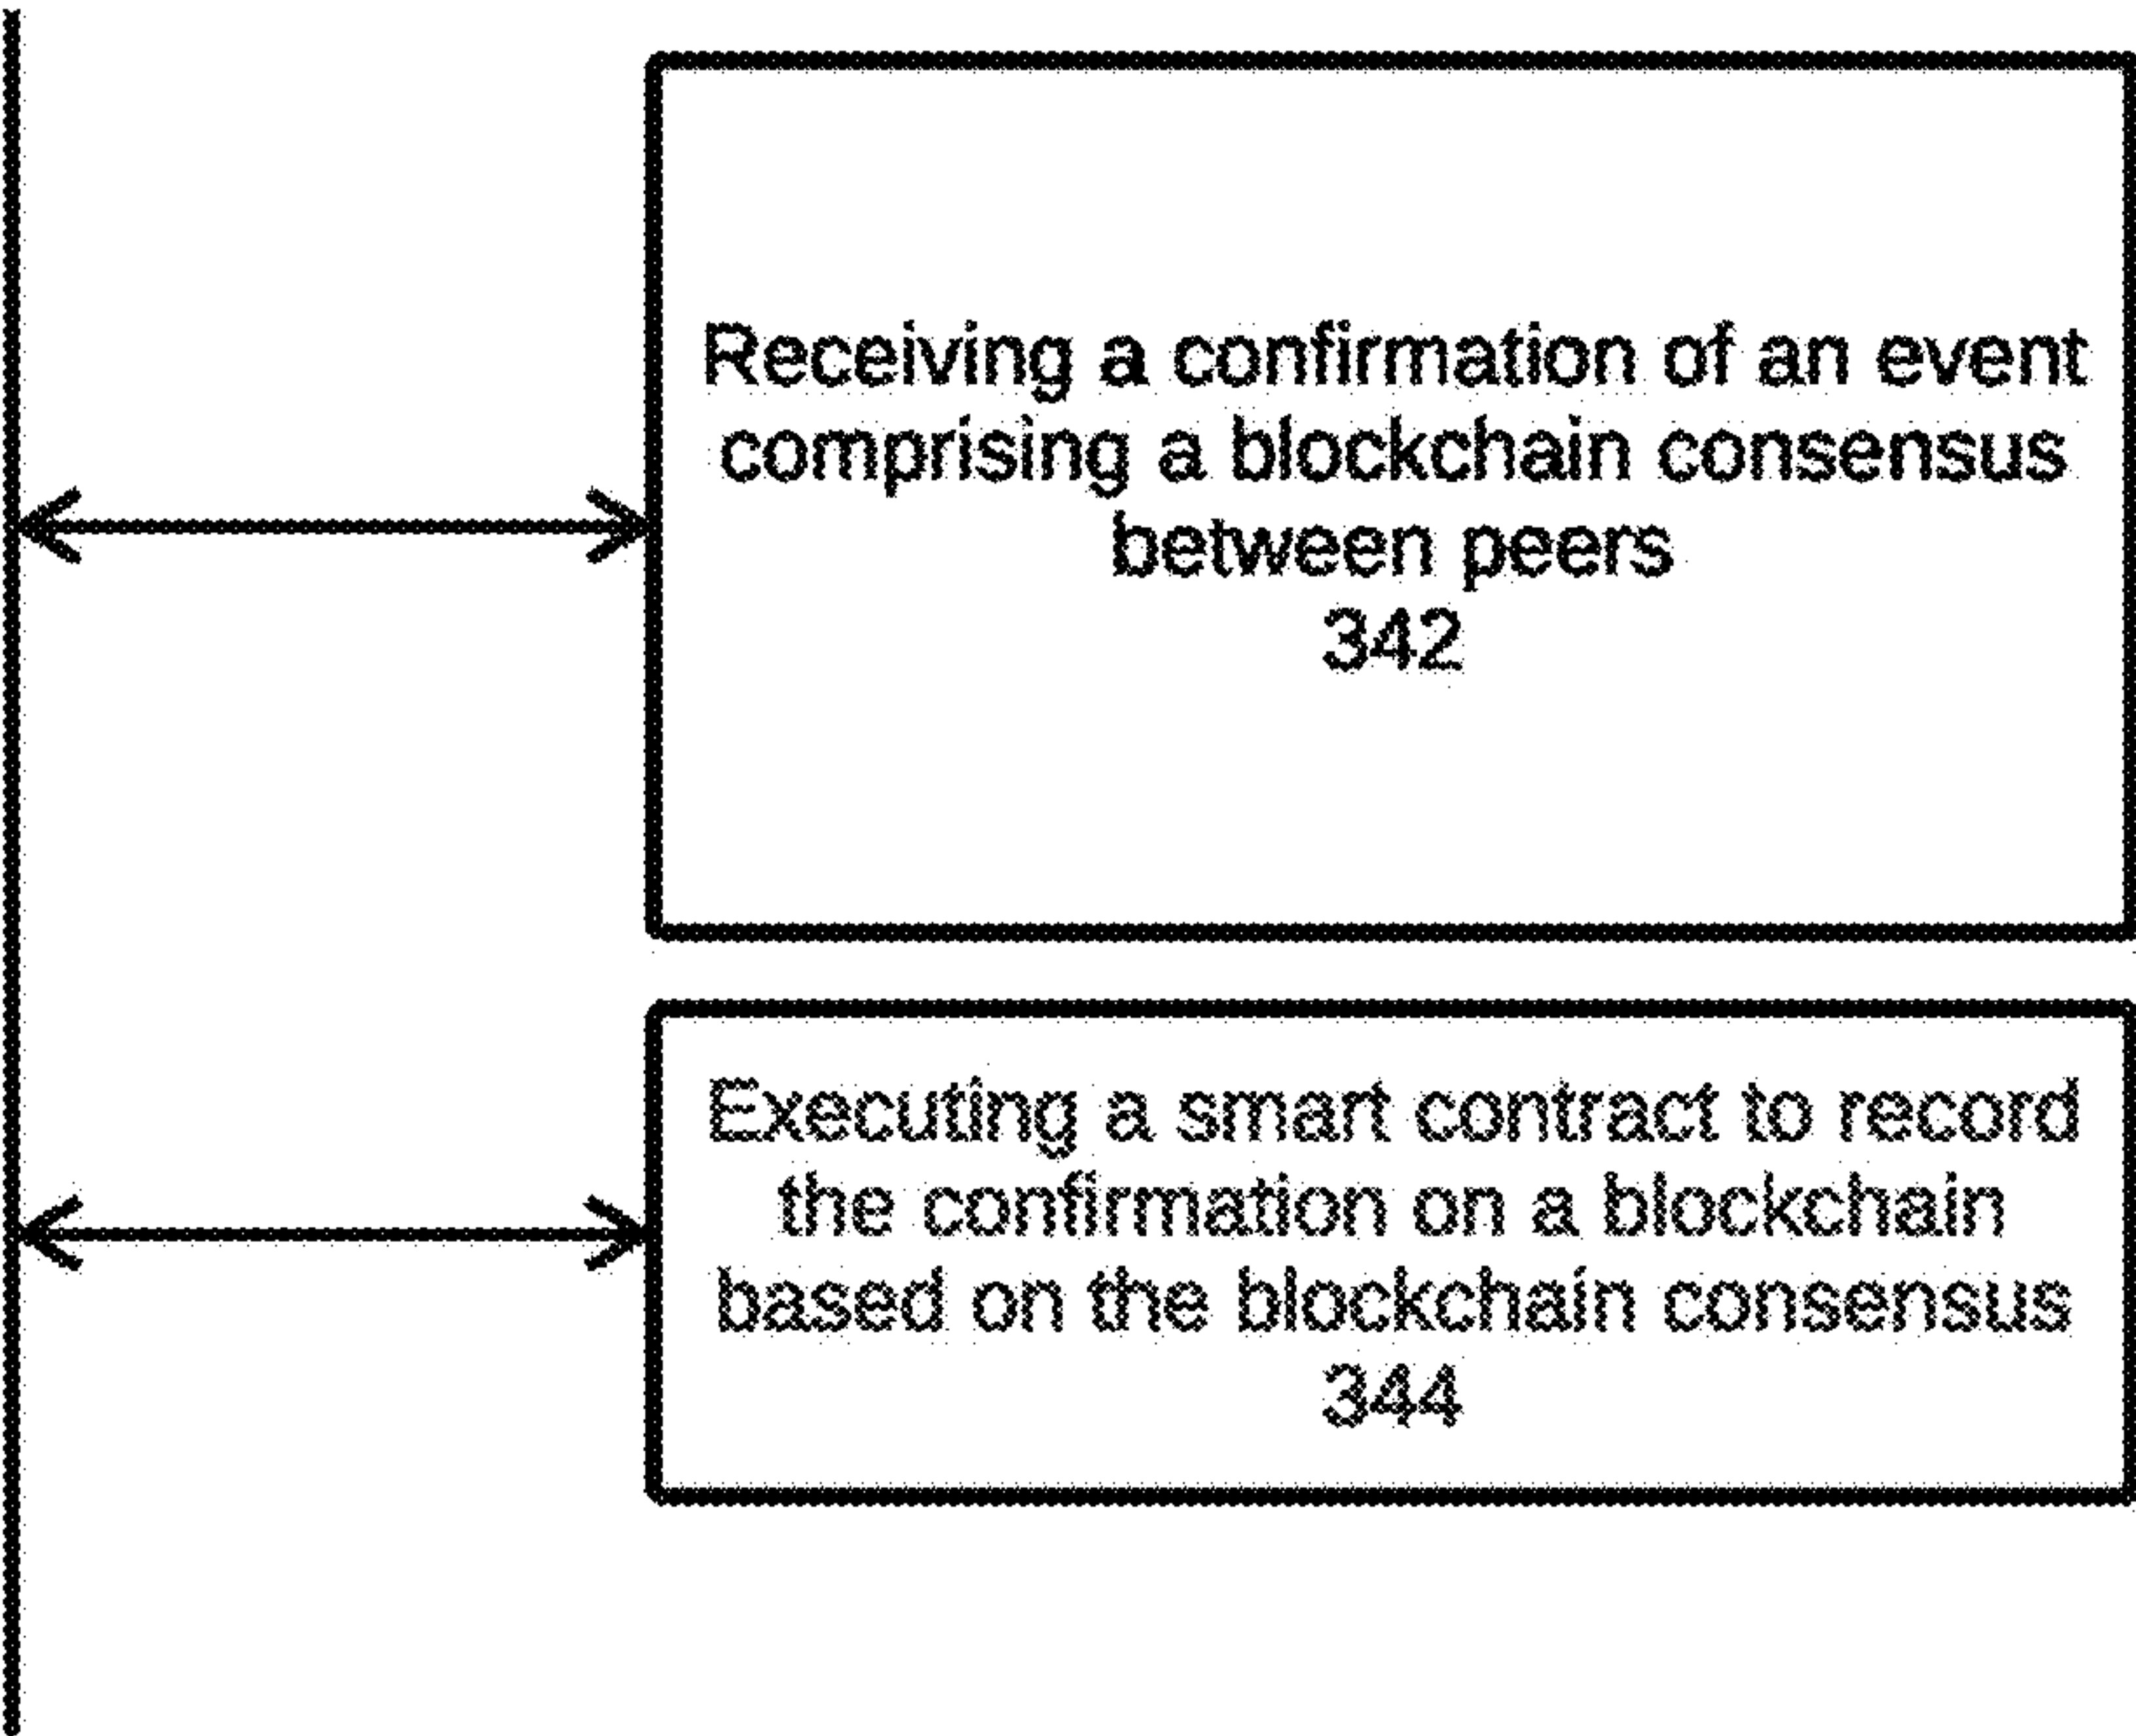 Receiving a confirmation of an event
comprising a blockchain consensus
between peers
342
Executing a smart contract to record
the confirmation on a blockchain
based on the blockchain consensus
344